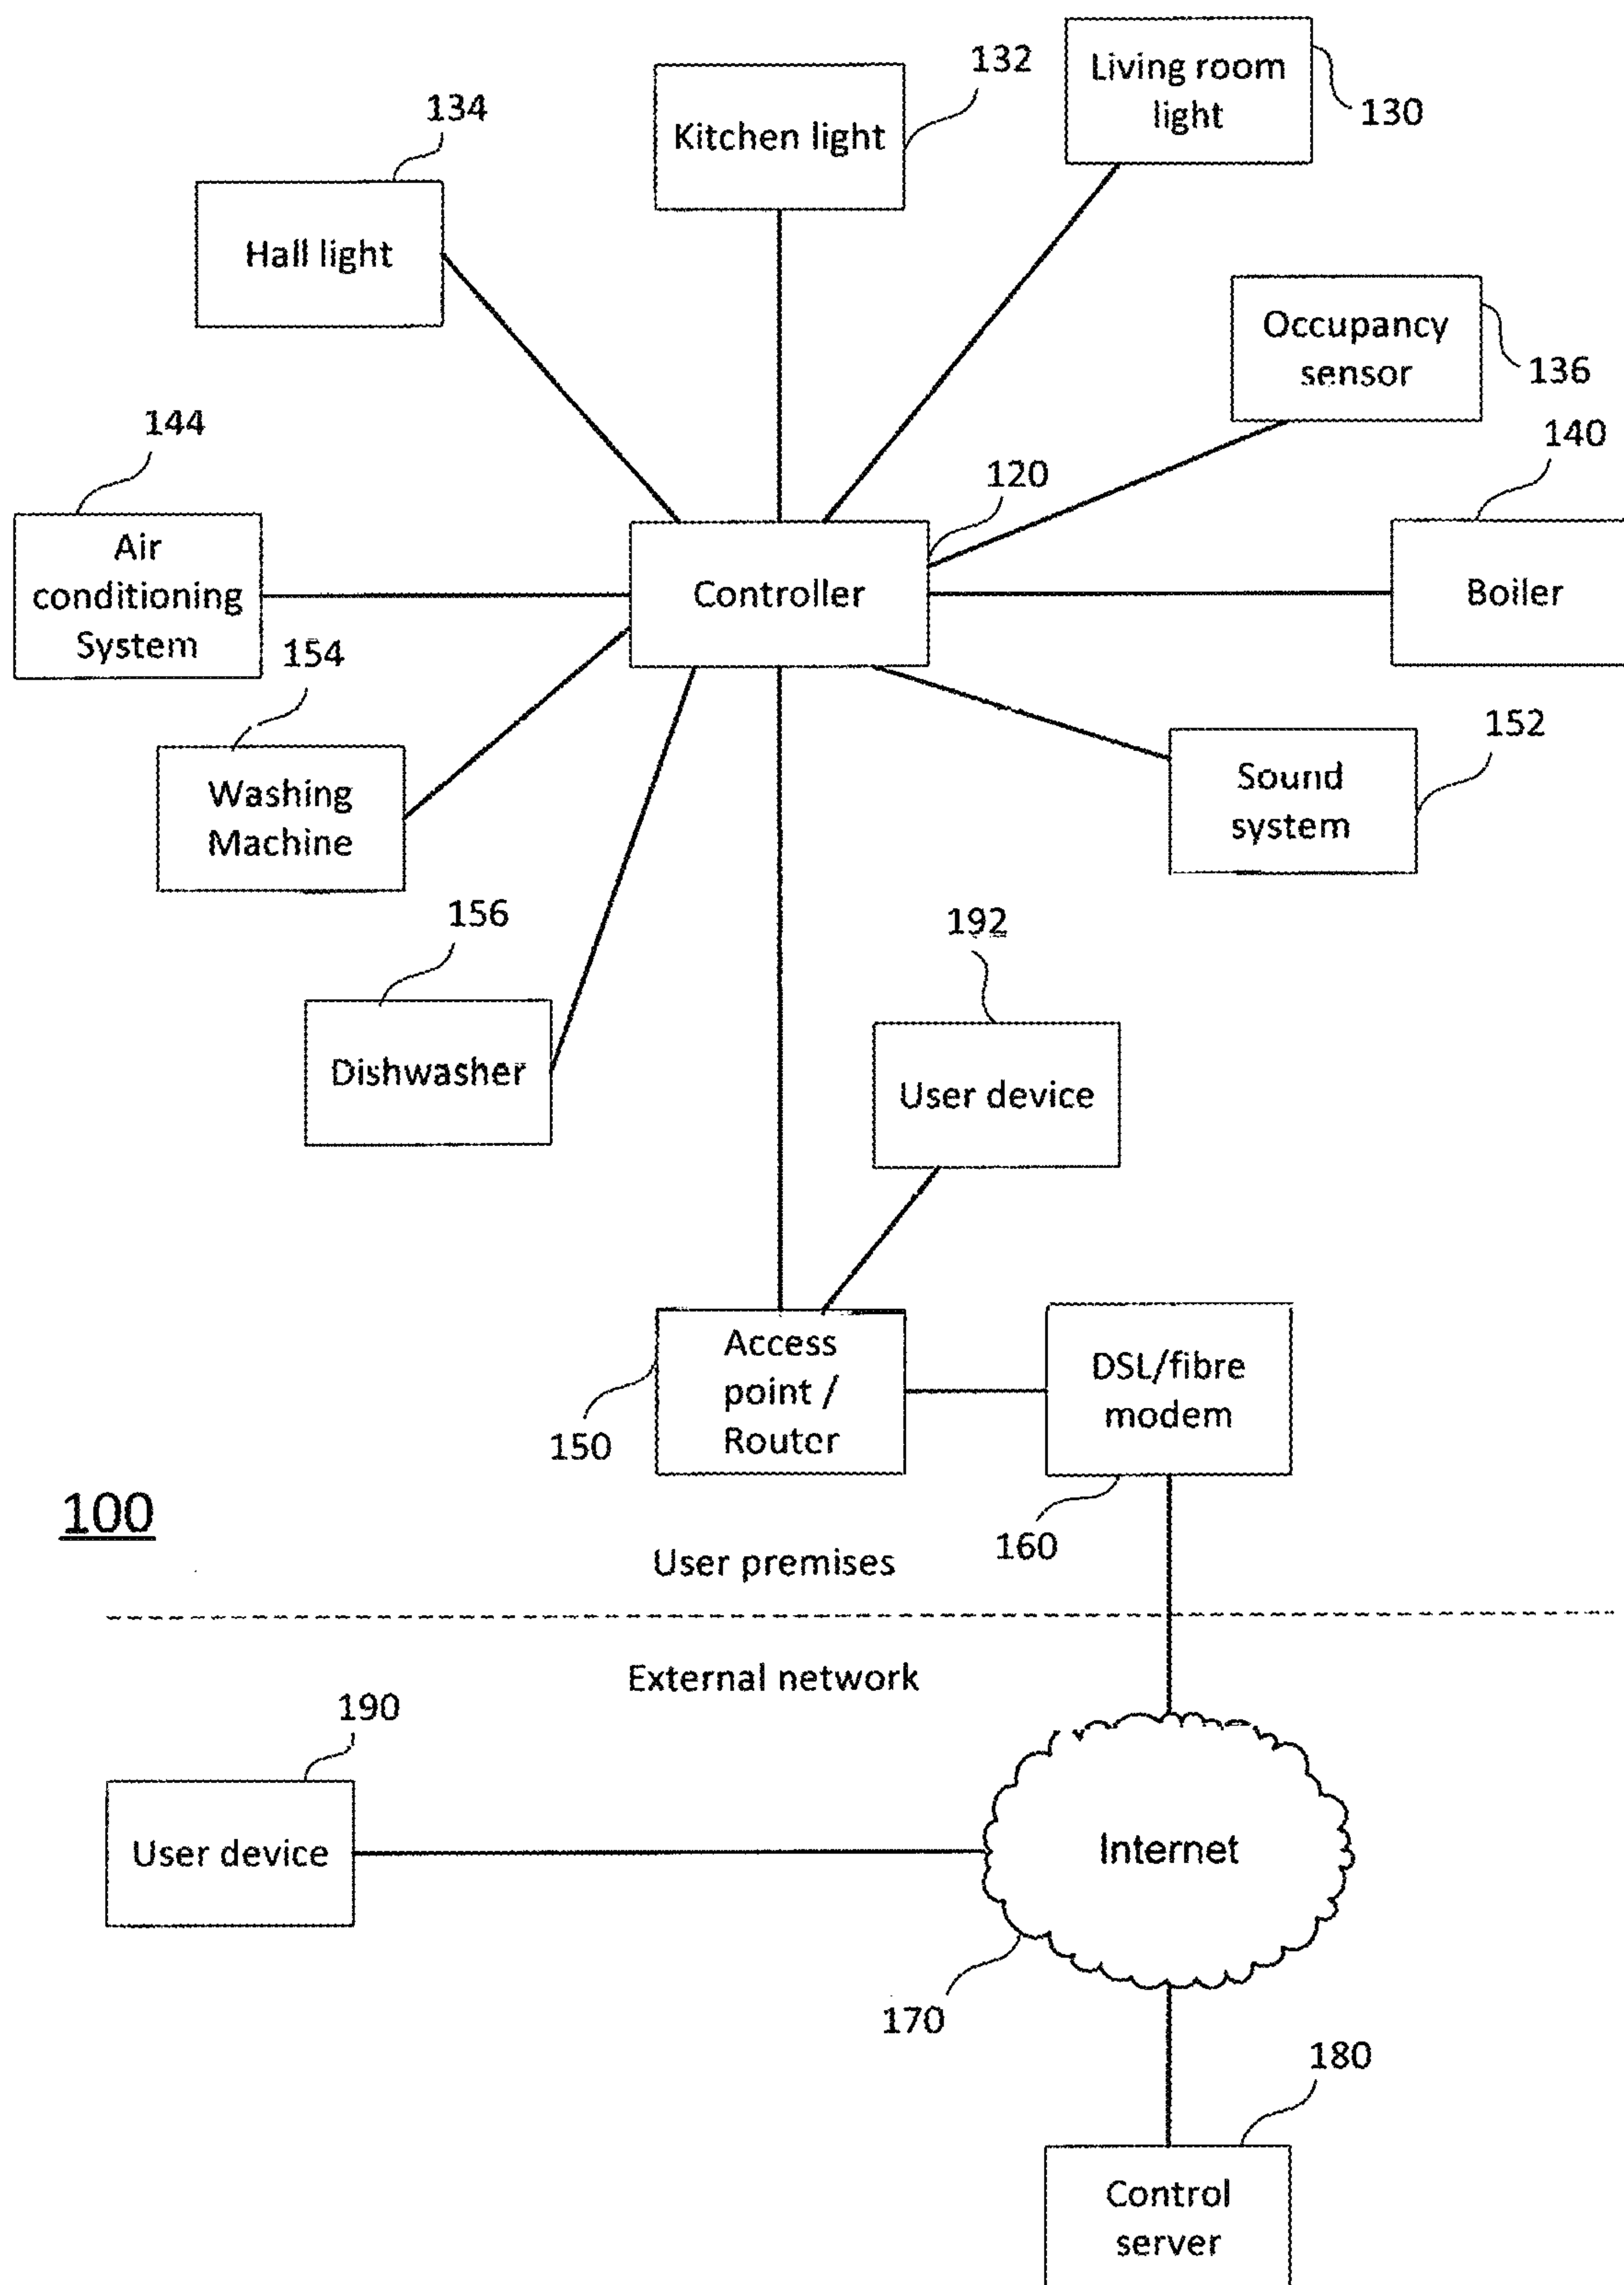 132
Living room
light
130
134
Kitchen light
Hall light
Occupancy
sensor
136
144
140
120
Air
conditioning
System
Controller
Boiler
154
152
Washing
Machine
Sound
system
156
192
Dishwasher
User device
Access
point /
Router
DSL/fibre
modem
150
100
160
User premises
External network
190
User device
Internet
170
180
Control
server